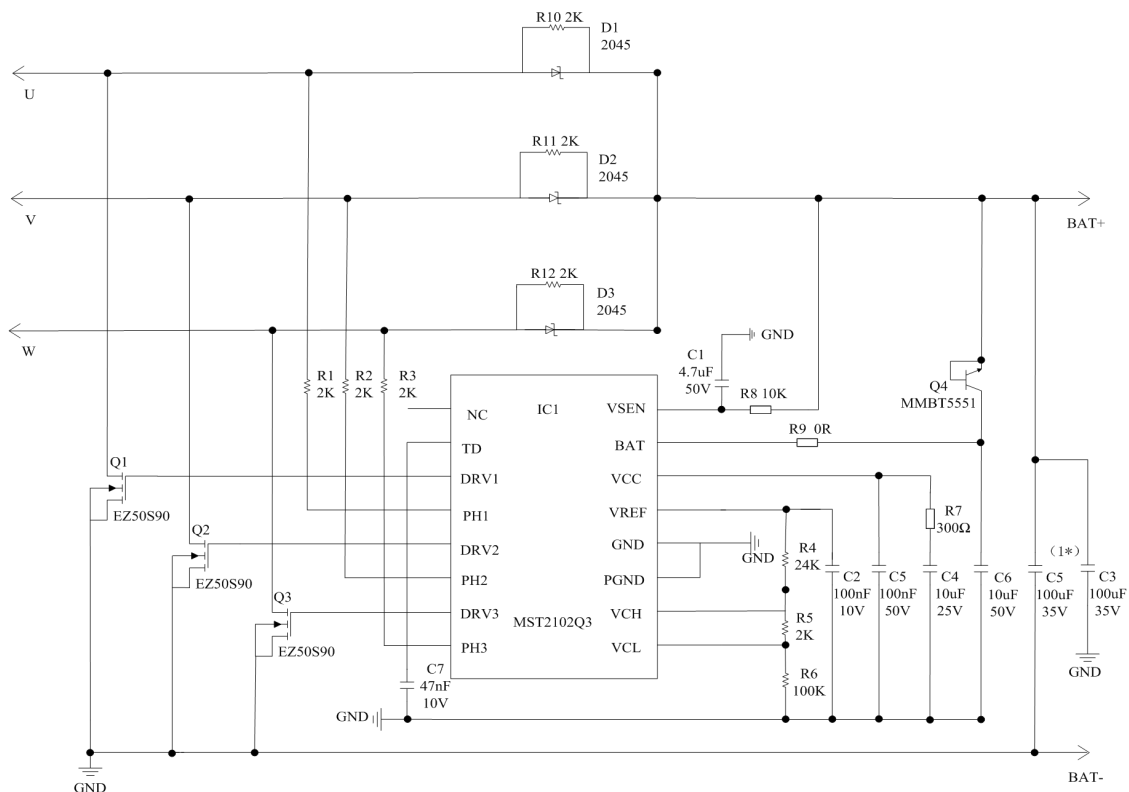 R10 2K
D1
2045
U
R11 2K
D2
2045
V
BAT+
R12 2K
D3
2045
W
GND
C1
4.7uF
50V
R1
2K
R2
2K
R3
2K
IC1
NC
VSEN
R8 10K
Q4
MMBT5551
TD
BAT
R9 0R
Q1
DRV1
VCC
EZ50S90
PH1
VREF
R7
300Ω
Q2
DRV2
GND
GND
R4
24K
(1*)
EZ50S90
PH2
PGND
C2
100nF
10V
C5
100nF
50V
C4
10uF
25V
C6
10uF
50V
C5
100uF
35V
C3
100uF
35V
Q3
DRV3
MST2102Q3
VCH
R5
2K
EZ50S90
PH3
VCL
C7
47nF
10V
R6
100K
GND
GND
GND
BAT-